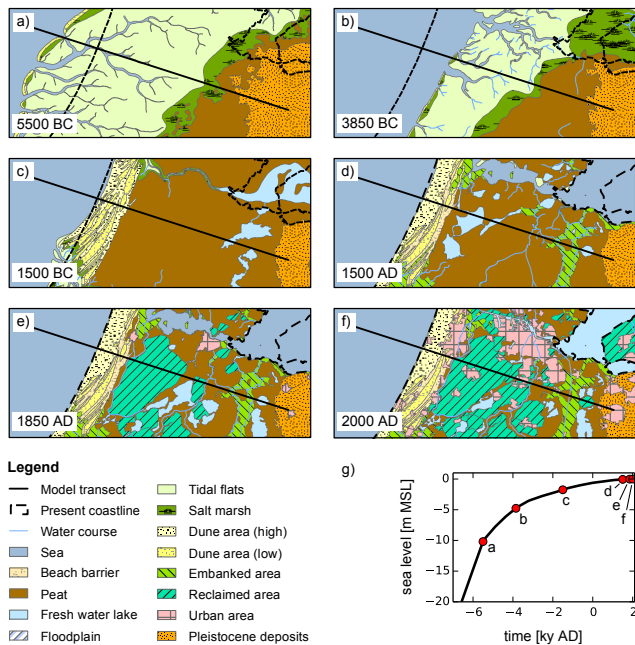 a)
5500 BC
b)
3850 BC
c)
1500 BC
d)
1500 AD
e)
1850 AD
f)
2000 AD
Legend
Model transect
Present coastline
Water course
Sea
Beach barrier
Peat
Fresh water lake
Floodplain
Tidal flats
Salt marsh
Dune area (high)
Dune area (low)
Embanked area
Reclaimed area
Urban area
Pleistocene deposits
g)
sea level [m MSL]
0
−5
−10
−15
−20
a
b
c
d
e
f
−6 −4 −2 0 2
time [ky AD]